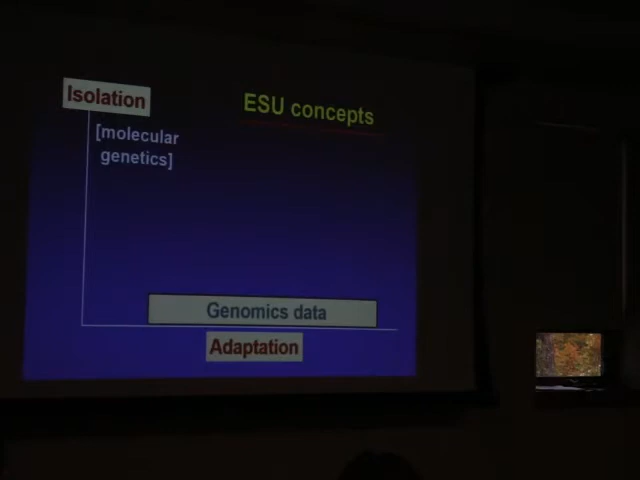 Isolation
ESU concepts
[molecular
genetics]
Genomics data
Adaptation